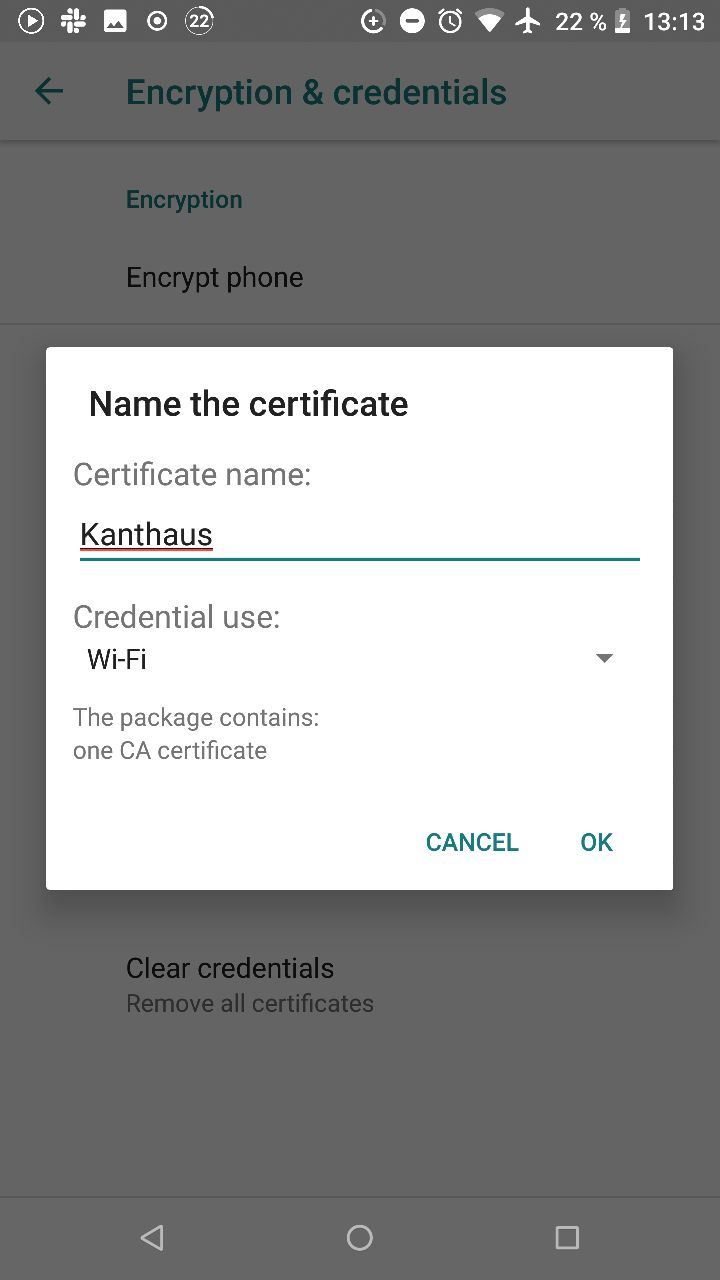 22 22 % 13:13
Encryption & credentials
Encryption
Encrypt phone
Name the certificate
Certificate name:
Kanthaus
Credential use:
Wi-Fi
The package contains:
one CA certificate
CANCEL OK
Clear credentials
Remove all certificates